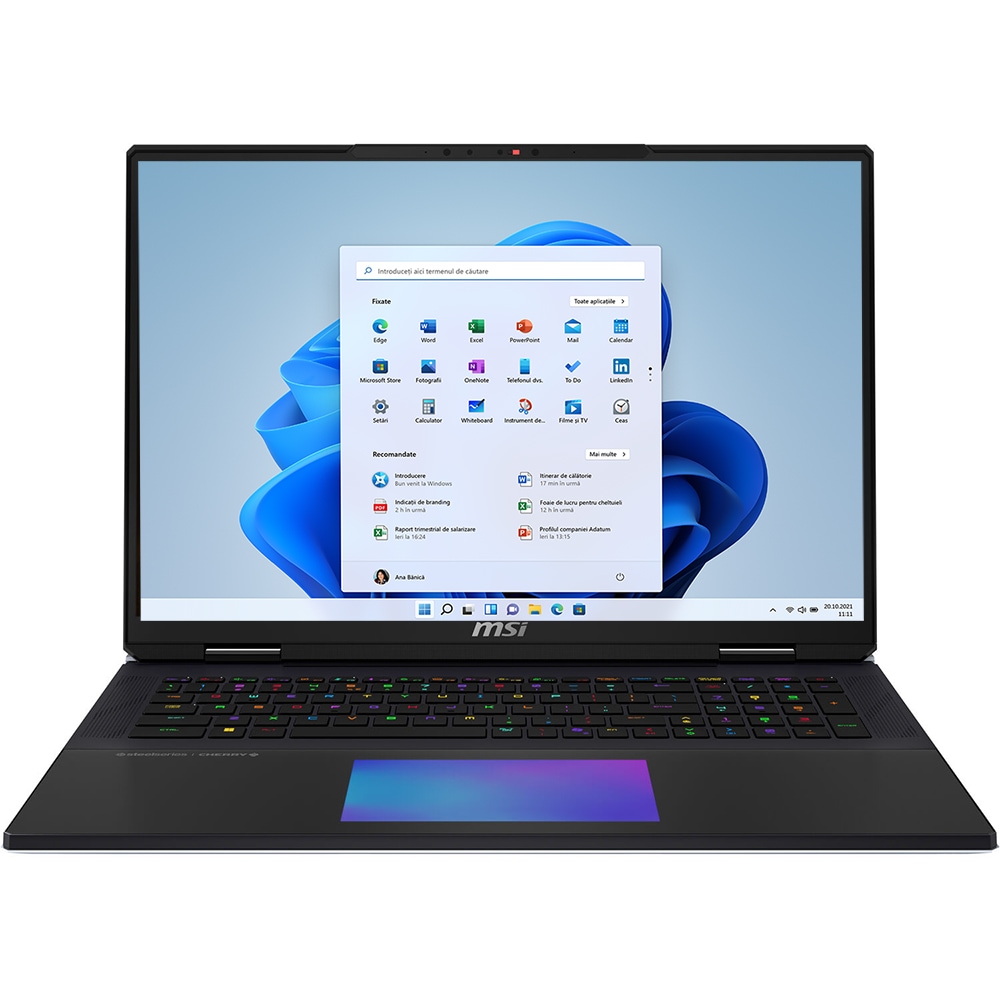 Introduceți aici termenul de căutare
Fixate
Toate aplicațiile >
Edge
Word
Excel
PowerPoint
Mail
Calendar
Microsoft Store
Fotografii
OneNote
Telefonul dvs.
To Do
LinkedIn
Setări
Calculator
Whiteboard
Instrument de...
Filme și TV
Ceas
Recomandate
Mai multe >
Introducere
Bun venit la Windows
Itinerar de călătorie
17 min în urmă
Indicații de branding
2 h în urmă
Foaie de lucru pentru cheltuieli
12 h în urmă
Raport trimestrial de salarizare
Ieri la 16:24
Profilul companiei Adatum
Ieri la 13:15
Ana Bănică
20.10.2021
11:11
msi
steelseries | CHERRY